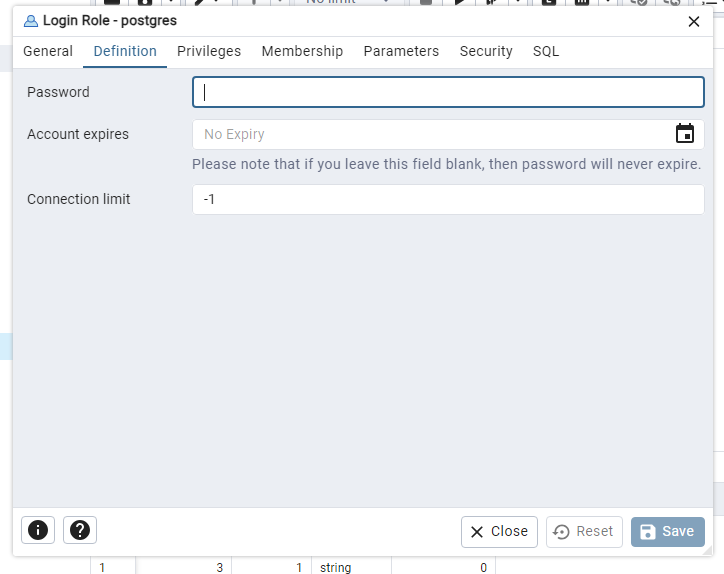 No limit
Login Role - postgres
General Definition Privileges Membership Parameters Security SQL
Password
Account expires No Expiry
Please note that if you leave this field blank, then password will never expire.
Connection limit -1
Close Reset Save
1 3 1 string 0